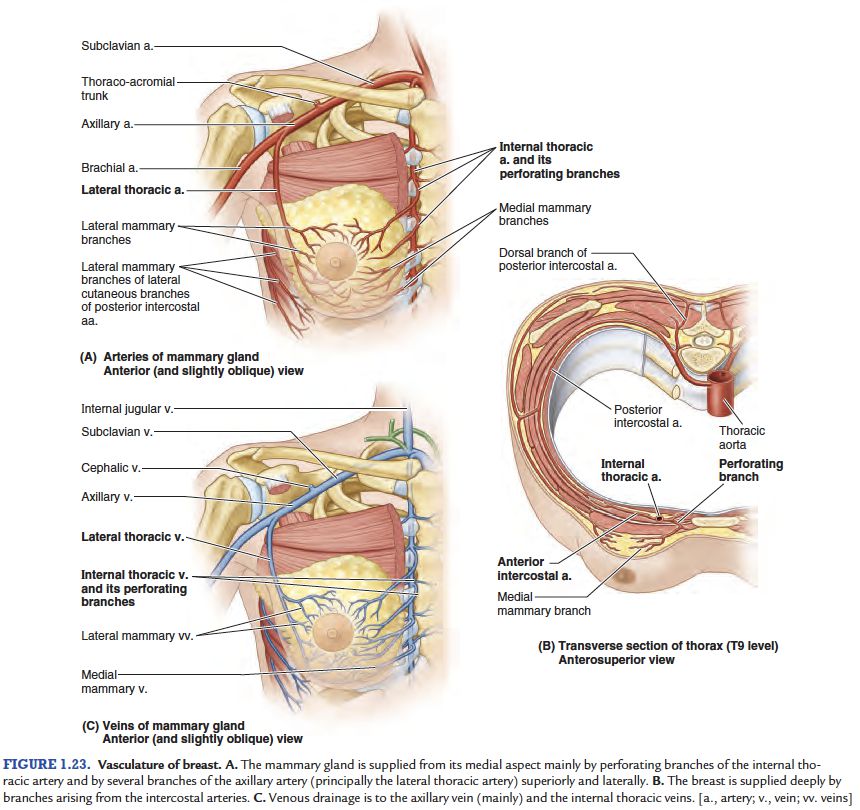 Subclavian a.
Thoraco-acromial
trunk
Axillary a.
Brachial a.
Lateral thoracic a.
Lateral mammary
branches
Lateral mammary
branches of lateral
cutaneous branches
of posterior intercostal
aa.
Internal thoracic
a. and its
perforating branches
Medial mammary
branches
(A) Arteries of mammary gland
Anterior (and slightly oblique) view
Dorsal branch of
posterior intercostal a.
Posterior
intercostal a.
Thoracic
aorta
Internal
thoracic a.
Perforating
branch
Anterior
intercostal a.
Medial
mammary branch
(B) Transverse section of thorax (T9 level)
Anterosuperior view
Internal jugular v.
Subclavian v.
Cephalic v.
Axillary v.
Lateral thoracic v.
Internal thoracic v.
and its perforating
branches
Lateral mammary vv.
Medial
mammary v.
(C) Veins of mammary gland
Anterior (and slightly oblique) view
FIGURE 1.23. Vasculature of breast. A. The mammary gland is supplied from its medial aspect mainly by perforating branches of the internal tho-
racic artery and by several branches of the axillary artery (principally the lateral thoracic artery) superiorly and laterally. B. The breast is supplied deeply by
branches arising from the intercostal arteries. C. Venous drainage is to the axillary vein (mainly) and the internal thoracic veins. [a., artery; v., vein; vv. veins]